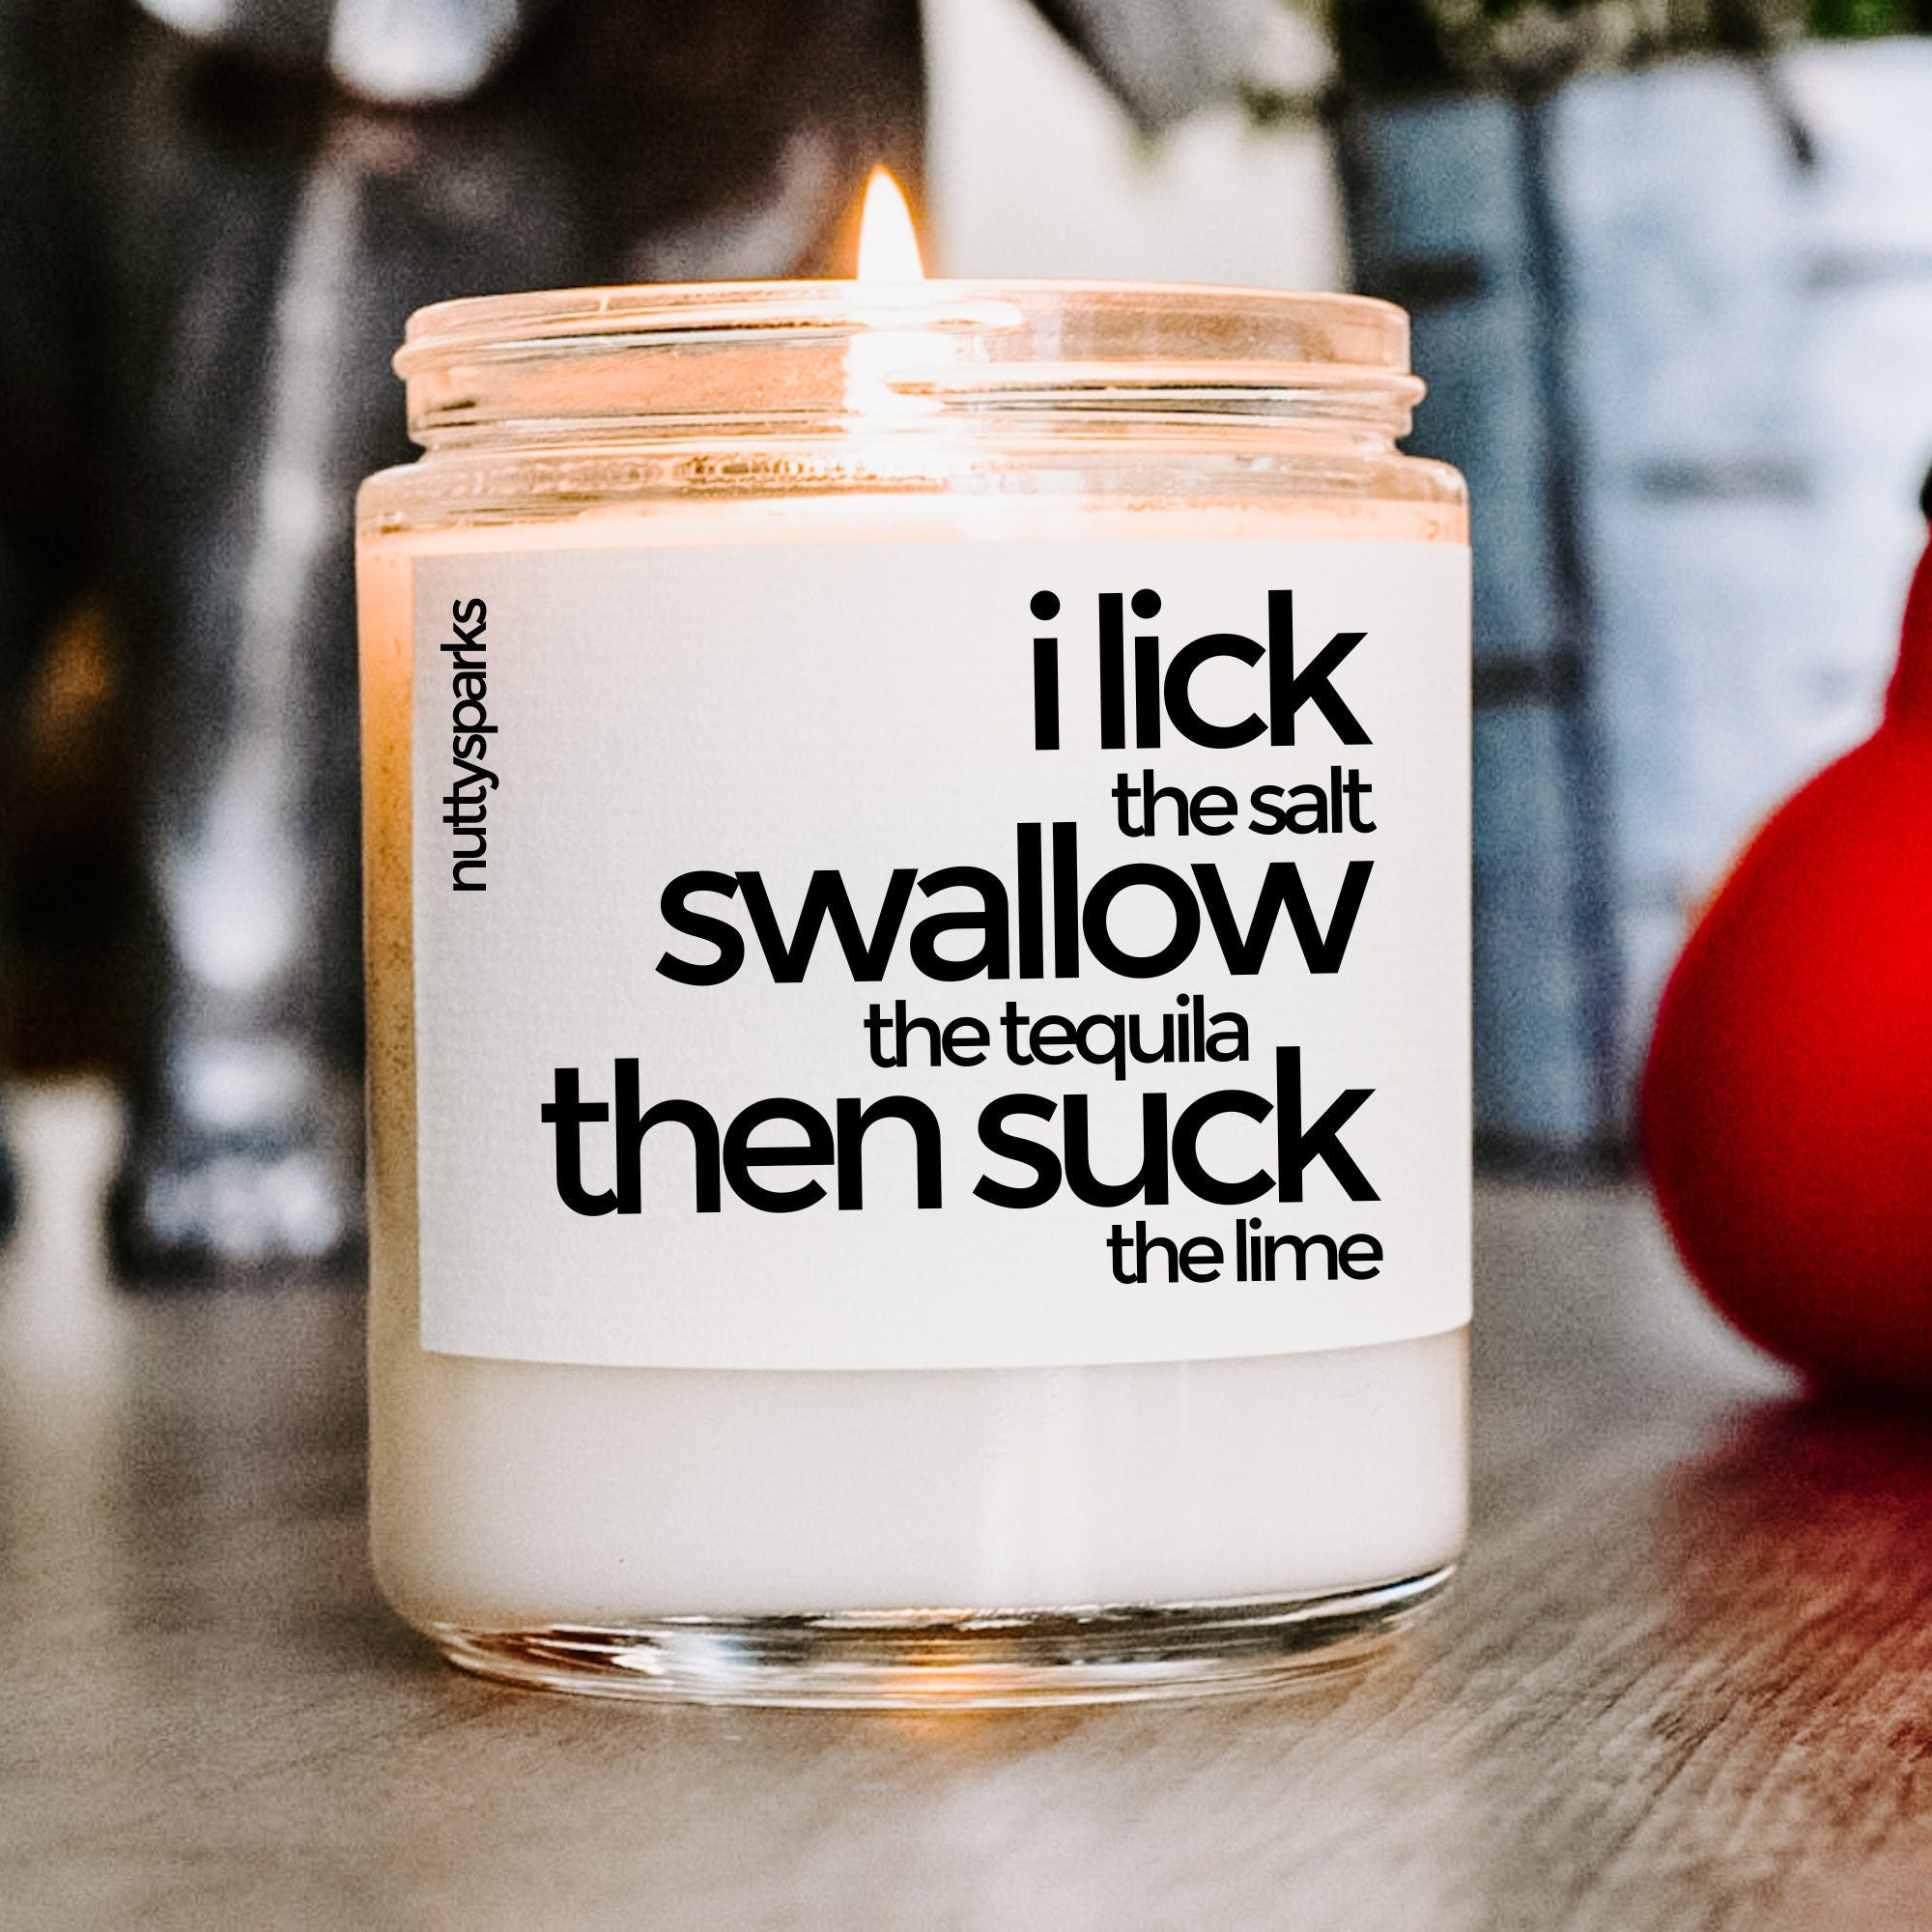 nuttysparks
i lick
the salt
swallow
the tequila
then suck
the lime